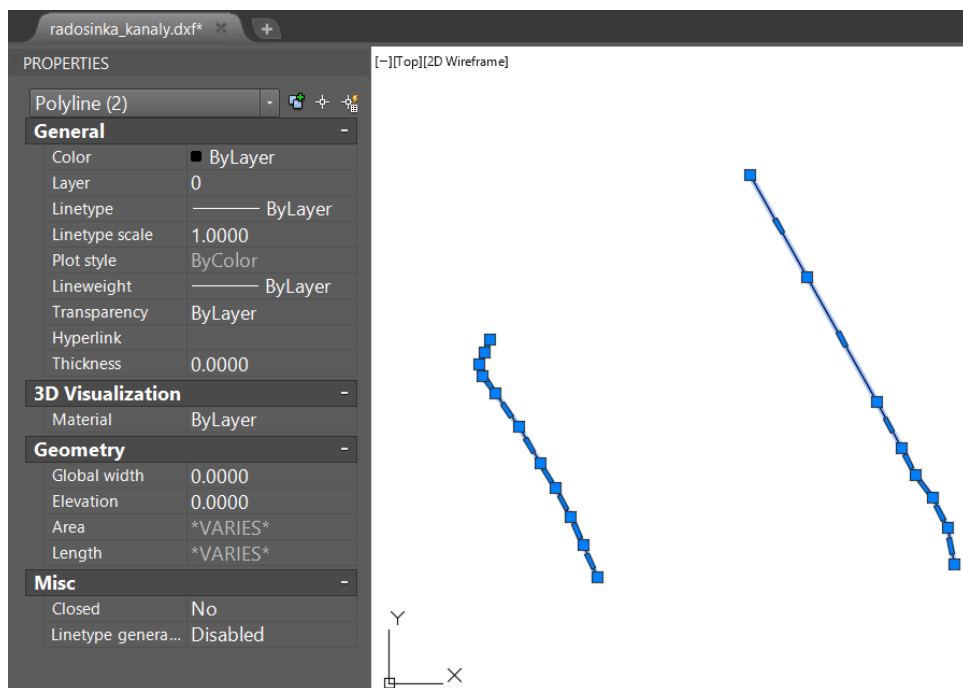 radosinka_kanaly.dxf*
PROPERTIES
[−][Top][2D Wireframe]
Polyline (2)
General
Color ByLayer
Layer 0
Linetype ByLayer
Linetype scale 1.0000
Plot style ByColor
Lineweight ByLayer
Transparency ByLayer
Hyperlink
Thickness 0.0000
3D Visualization
Material ByLayer
Geometry
Global width 0.0000
Elevation 0.0000
Area *VARIES*
Length *VARIES*
Misc
Closed No
Linetype genera... Disabled
Y
X